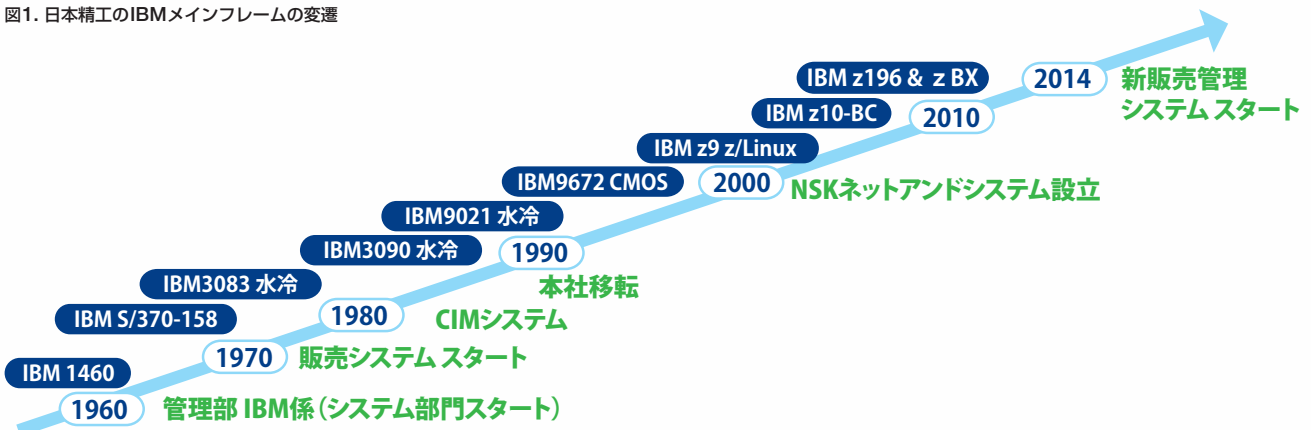 図1. 日本精工のIBMメインフレームの変遷
IBM z196 & z BX
2014
新販売管理
システム スタート
IBM z10-BC
2010
IBM z9 z/Linux
IBM9672 CMOS
2000
NSKネットアンドシステム設立
IBM9021 水冷
IBM3090 水冷
1990
本社移転
IBM3083 水冷
IBM S/370-158
1980
CIMシステム
1970
販売システム スタート
IBM 1460
1960
管理部 IBM係（システム部門スタート）